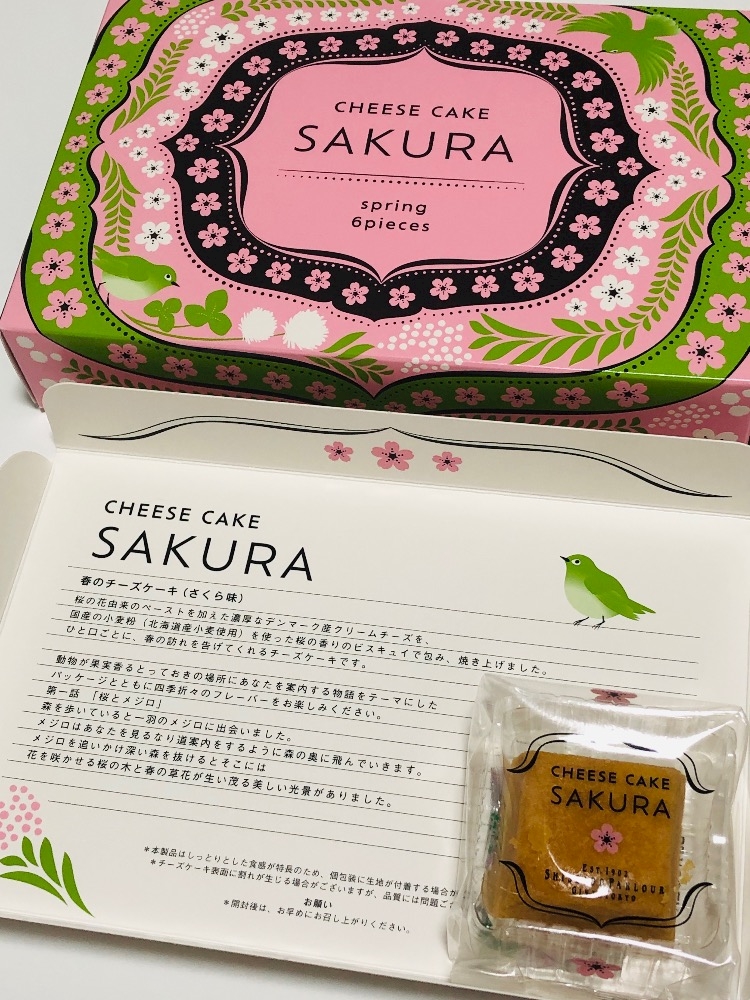 CHEESE CAKE
SAKURA
spring
6pieces
CHEESE CAKE
SAKURA
春のチーズケーキ(さくら味)
桜の花由来のペーストを加えた濃厚なデンマーク産クリームチーズを、
国産の小麦粉(北海道産小麦使用)を使った桜の香りのビスキュイで包み、焼き上げました。
ひと口ごとに、春の訪れを告げてくれるチーズケーキです。
動物が果実香るとっておきの場所にあなたを案内する物語をテーマにした
パッケージとともに四季折々のフレーバーをお楽しみください。
第一話 「桜とメジロ」
森を歩いていると一羽のメジロに出会いました。
メジロはあなたを見るなり道案内をするように森の奥に飛んでいきます。
メジロを追いかけ深い森を抜けるとそこには
花を咲かせる桜の木と春の草花が生い茂る美しい光景がありました。
*本製品はしっとりとした食感が特長のため、個包装に生地が付着する場合が
*チーズケーキ表面に割れが生じる場合がございますが、品質には問題ご
お願い
*開封後は、お早めにお召し上がりください。
CHEESE CAKE
SAKURA
EST.1902
PARLOUR